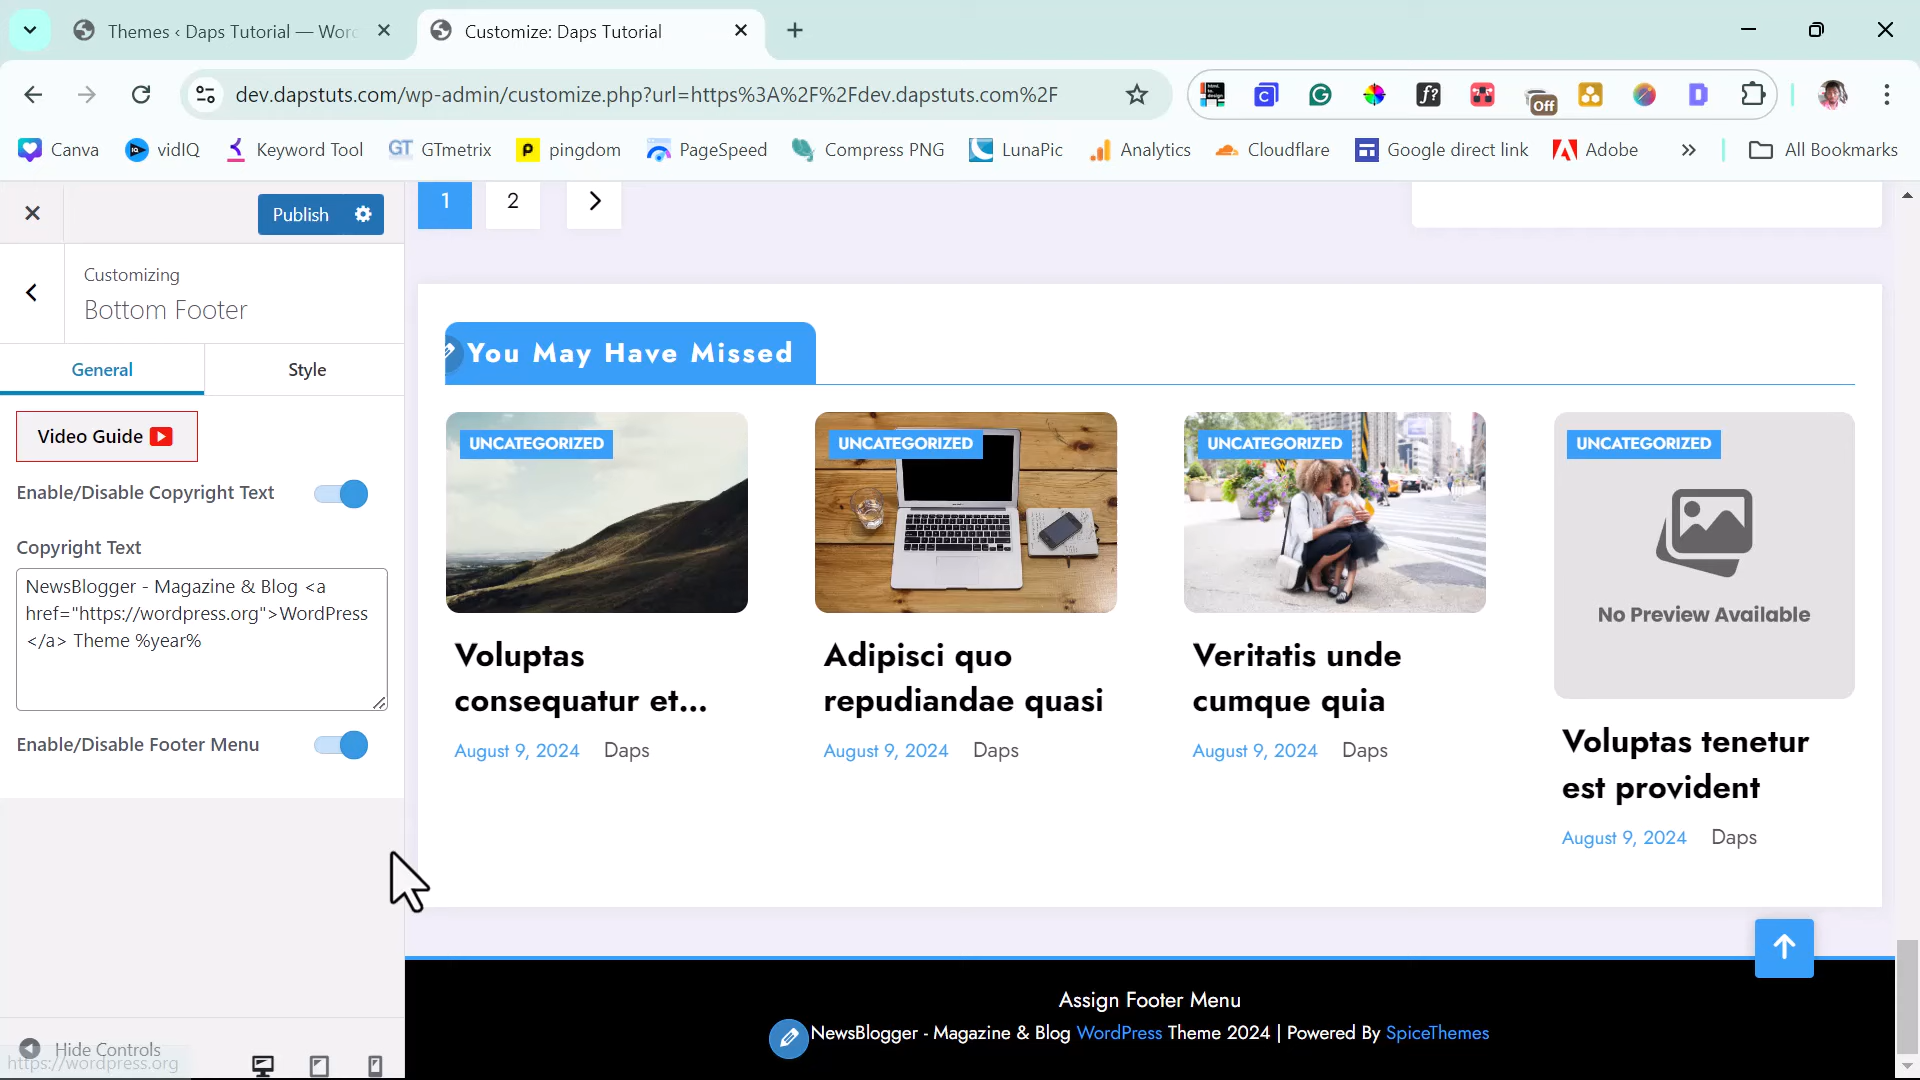 Themes ‹ Daps Tutorial — Wor
Customize: Daps Tutorial
dev.dapstuts.com/wp-admin/customize.php?url=https%3A%2F%2Fdev.dapstuts.com%2F
Off
Canva
vidIQ
Keyword Tool
GT GTmetrix
pingdom
PageSpeed
Compress PNG
LunaPic
Analytics
Cloudflare
Google direct link
Adobe
»
All Bookmarks
Publish
Customizing
Bottom Footer
General
Style
Video Guide
Enable/Disable Copyright Text
Copyright Text
NewsBlogger - Magazine & Blog <a
href="https://wordpress.org">WordPress
</a> Theme %year%
Enable/Disable Footer Menu
Hide Controls
https://wordpress.org
1
2
You May Have Missed
UNCATEGORIZED
Voluptas
consequatur et...
August 9, 2024 Daps
UNCATEGORIZED
Adipisci quo
repudiandae quasi
August 9, 2024 Daps
UNCATEGORIZED
Veritatis unde
cumque quia
August 9, 2024 Daps
UNCATEGORIZED
No Preview Available
Voluptas tenetur
est provident
August 9, 2024 Daps
Assign Footer Menu
NewsBlogger - Magazine & Blog WordPress Theme 2024 | Powered By SpiceThemes